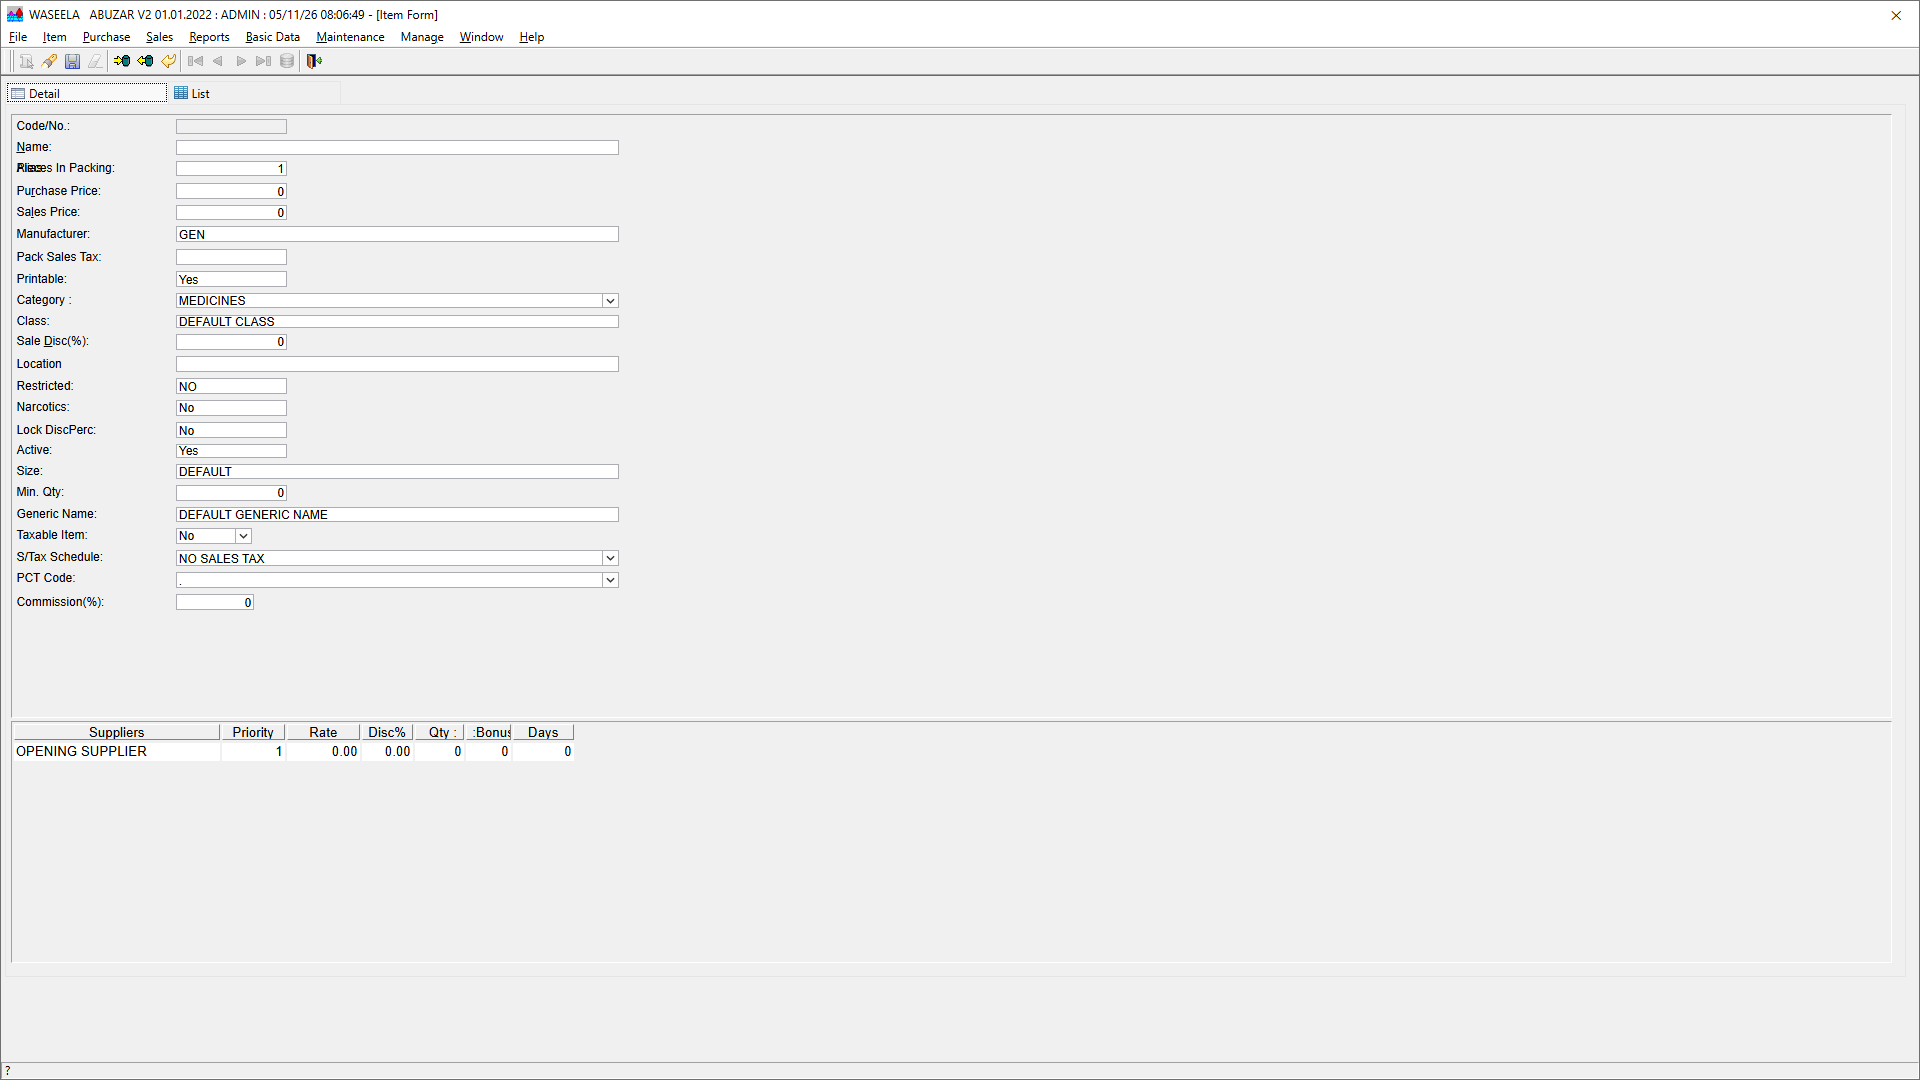 WASEELA ABUZAR V2 01.01.2022 : ADMIN : 05/11/26 08:06:49 - [Item Form]
File Item Purchase Sales Reports Basic Data Maintenance Manage Window Help
Detail List
Code/No.:
Name:
Pieces In Packing: 1
Purchase Price: 0
Sales Price: 0
Manufacturer: GEN
Pack Sales Tax:
Printable: Yes
Category : MEDICINES
Class: DEFAULT CLASS
Sale Disc(%): 0
Location
Restricted: NO
Narcotics: No
Lock DiscPerc: No
Active: Yes
Size: DEFAULT
Min. Qty: 0
Generic Name: DEFAULT GENERIC NAME
Taxable Item: No
S/Tax Schedule: NO SALES TAX
PCT Code: .
Commission(%): 0
Suppliers Priority Rate Disc% Qty : :Bonus Days
OPENING SUPPLIER 1 0.00 0.00 0 0 0
?